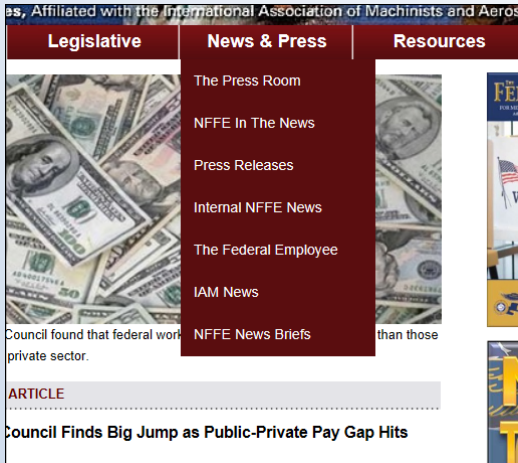 es, Affiliated with the International Association of Machinists and Aeros
Legislative
News & Press
Resources
The Press Room
NFFE In The News
Press Releases
Internal NFFE News
The Federal Employee
IAM News
NFFE News Briefs
Council found that federal work than those
private sector.
ARTICLE
Council Finds Big Jump as Public-Private Pay Gap Hits